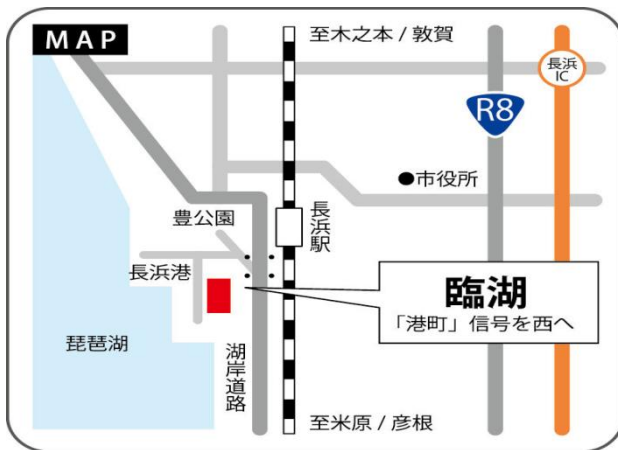 MAP
至木之本 / 敦賀
長浜
IC
R8
●市役所
豊公園
長浜駅
長浜港
臨湖
「港町」信号を西へ
琵琶湖
湖岸道路
至米原 / 彦根